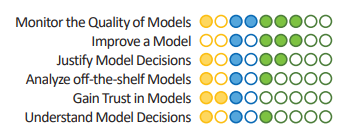 Monitor the Quality of Models
Improve a Model
Justify Model Decisions
Analyze off-the-shelf Models
Gain Trust in Models
Understand Model Decisions